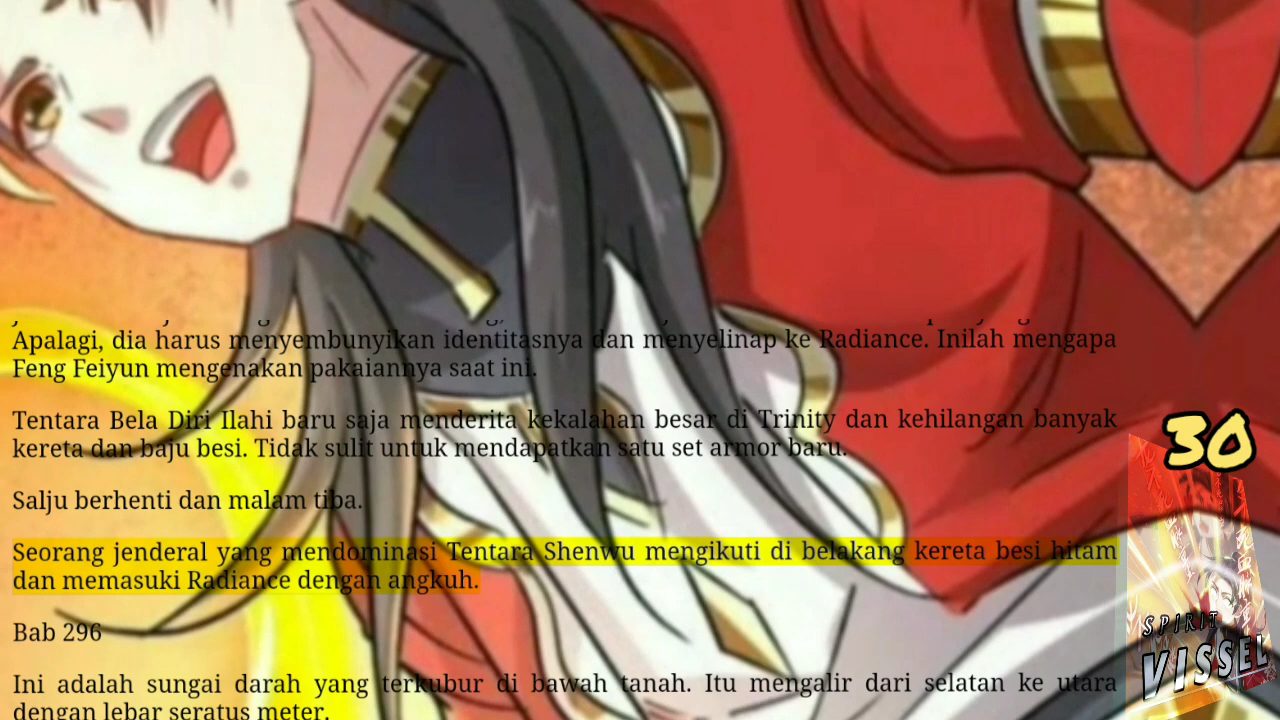 Apalagi, dia harus menyembunyikan identitasnya dan menyelinap ke Radiance. Inilah mengapa
Feng Feiyun mengenakan pakaiannya saat ini.
Tentara Bela Diri Ilahi baru saja menderita kekalahan besar di Trinity dan kehilangan banyak
kereta dan baju besi. Tidak sulit untuk mendapatkan satu set armor baru.
Salju berhenti dan malam tiba.
Seorang jenderal yang mendominasi Tentara Shenwu mengikuti di belakang kereta besi hitam
dan memasuki Radiance dengan angkuh.
Bab 296
Ini adalah sungai darah yang terkubur di bawah tanah. Itu mengalir dari selatan ke utara
dengan lebar seratus meter.
30
SPIRIT
VISSEL